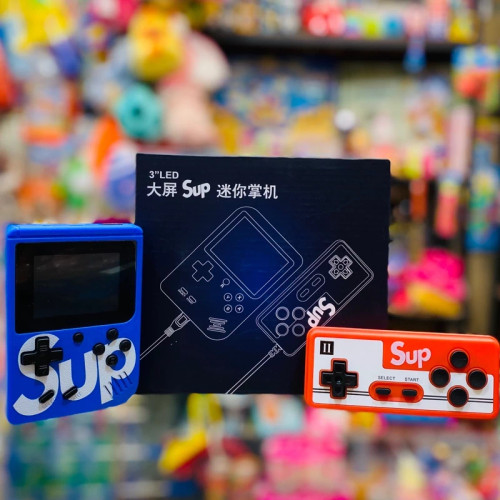 3"LED
大屏 Sup 迷你掌机
Sup
Sup
II
Sup
SELECT START